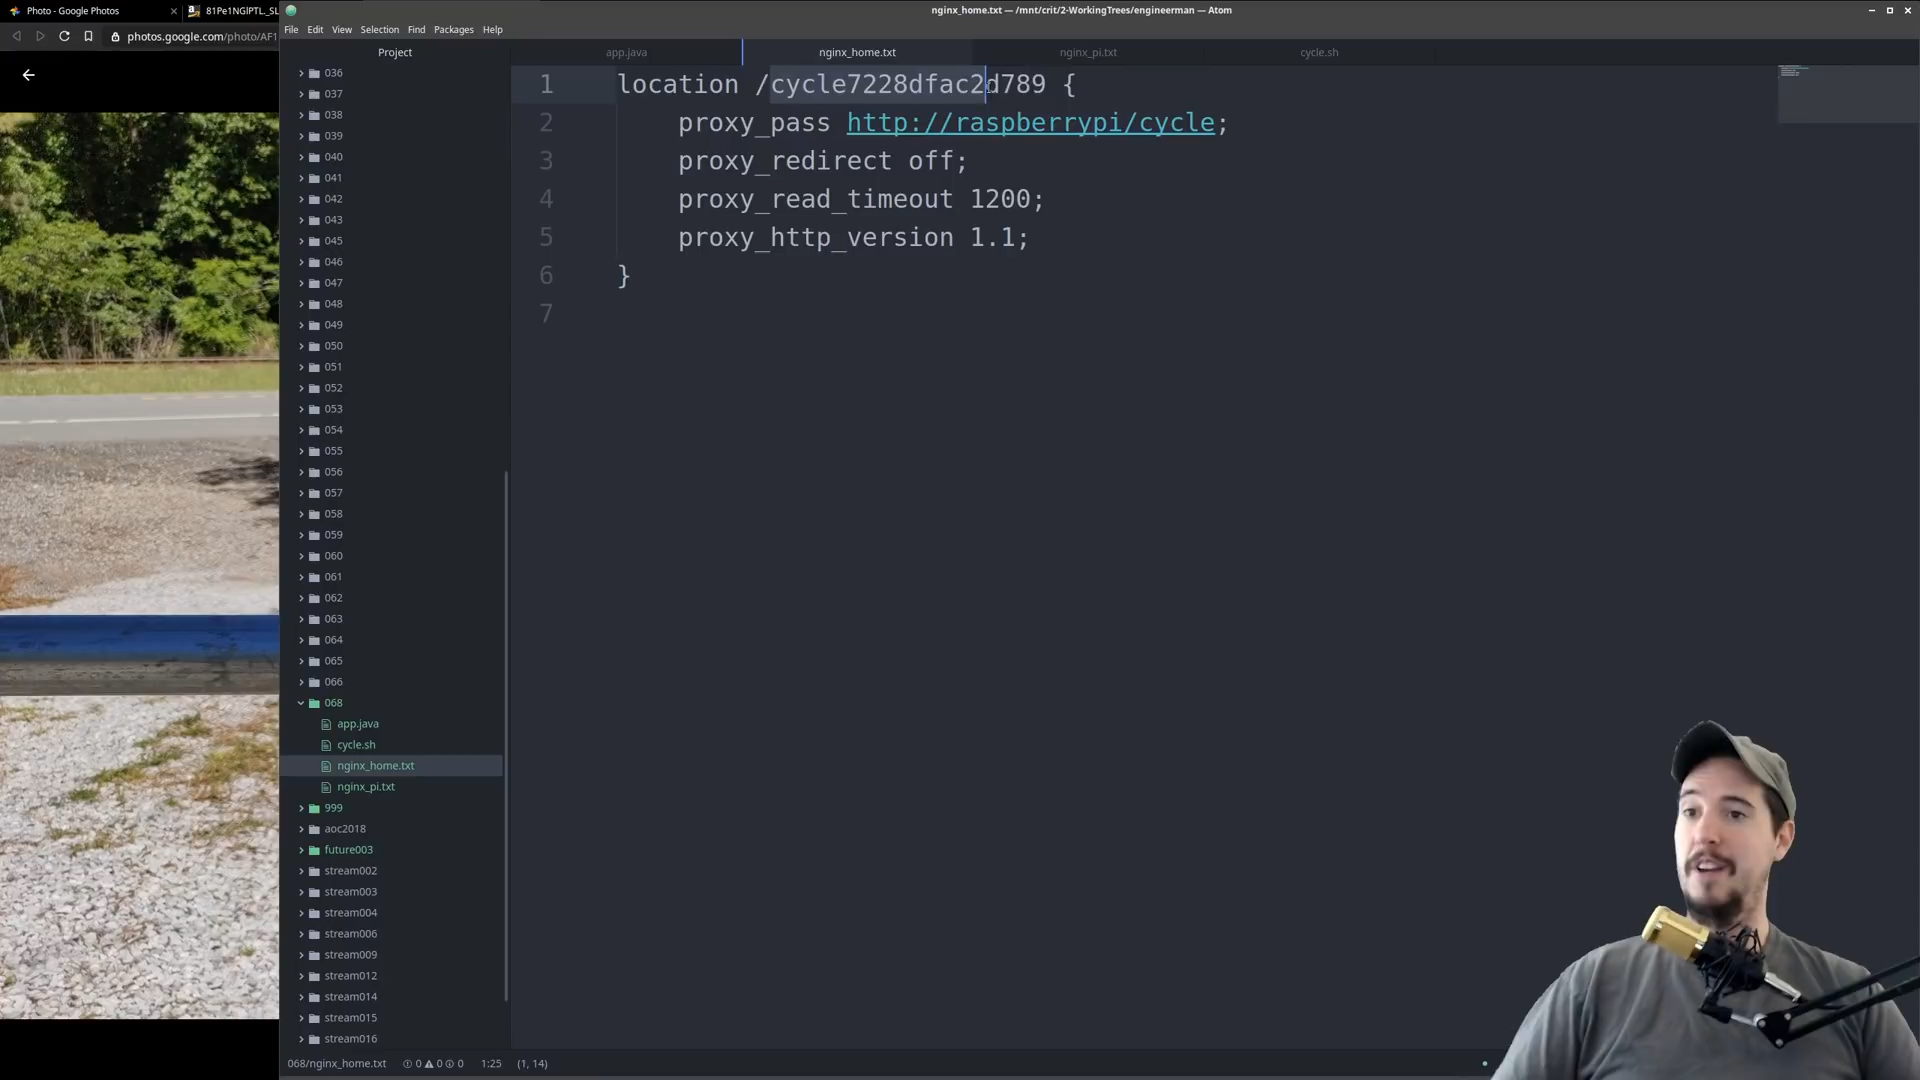 Photo - Google Photos
81Pe1NGlPTL._SL
nginx_home.txt — /mnt/crit/2-WorkingTrees/engineerman — Atom
photos.google.com/photo/AF1
File Edit View Selection Find Packages Help
Project
app.java
nginx_home.txt
nginx_pi.txt
cycle.sh
036
037
038
039
040
041
042
043
045
046
047
048
049
050
051
052
053
054
055
056
057
058
059
060
061
062
063
064
065
066
068
app.java
cycle.sh
nginx_home.txt
nginx_pi.txt
999
aoc2018
future003
stream002
stream003
stream004
stream006
stream009
stream012
stream014
stream015
stream016
1 location /cycle7228dfac2d789 {
2 proxy_pass http://raspberrypi/cycle;
3 proxy_redirect off;
4 proxy_read_timeout 1200;
5 proxy_http_version 1.1;
6 }
7
068/nginx_home.txt 0 0 0 1:25 (1, 14)